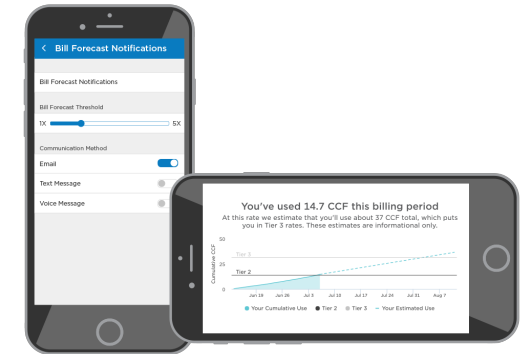 Bill Forecast Notifications
Bill Forecast Notifications
Bill Forecast Threshold
1X 5X
Communication Method
Email
Text Message
Voice Message
You've used 14.7 CCF this billing period
At this rate we estimate that you'll use about 37 CCF total, which puts
you in Tier 3 rates. These estimates are informational only.
Cumulative CCF
50
Tier 3
25
Tier 2
0
Jun 19 Jun 26 Jul 3 Jul 10 Jul 17 Jul 24 Jul 31 Aug 7
Your Cumulative Use Tier 2 Tier 3 Your Estimated Use